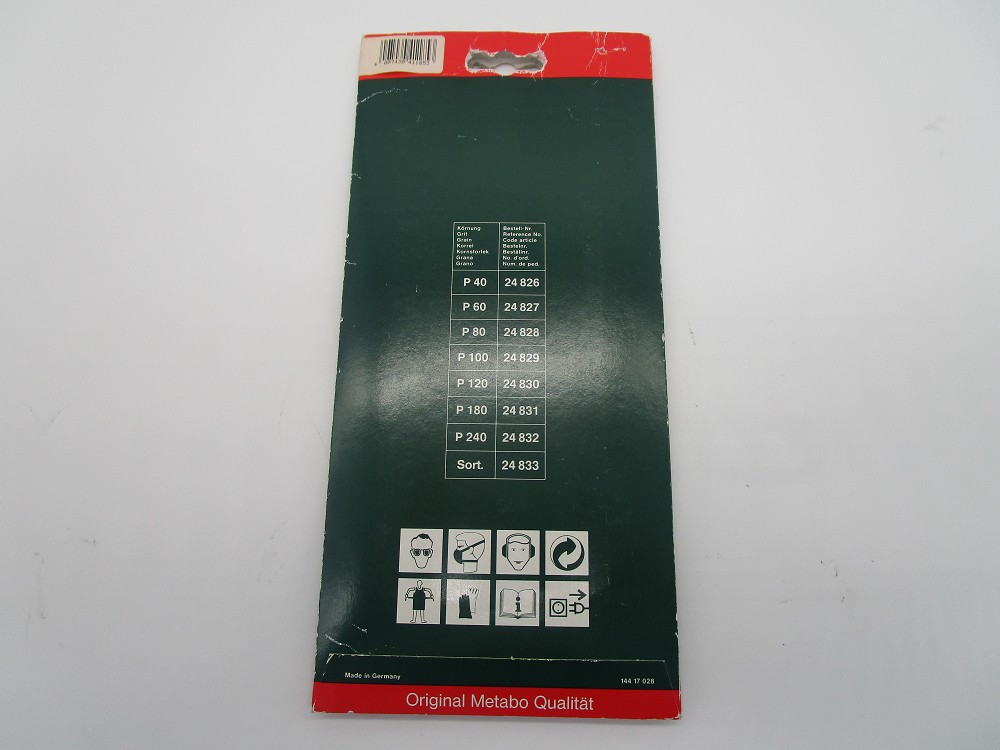 Körnung Bestell-Nr.
Grit Reference No.
Grain Code article
Korrel Bestelnr.
Kornsforlek Beställnr.
Grana No. d'ord.
Grano Num. de ped.
P 40 24 826
P 60 24 827
P 80 24 828
P 100 24 829
P 120 24 830
P 180 24 831
P 240 24 832
Sort. 24 833
i
Made in Germany 144 17 028
Original Metabo Qualität